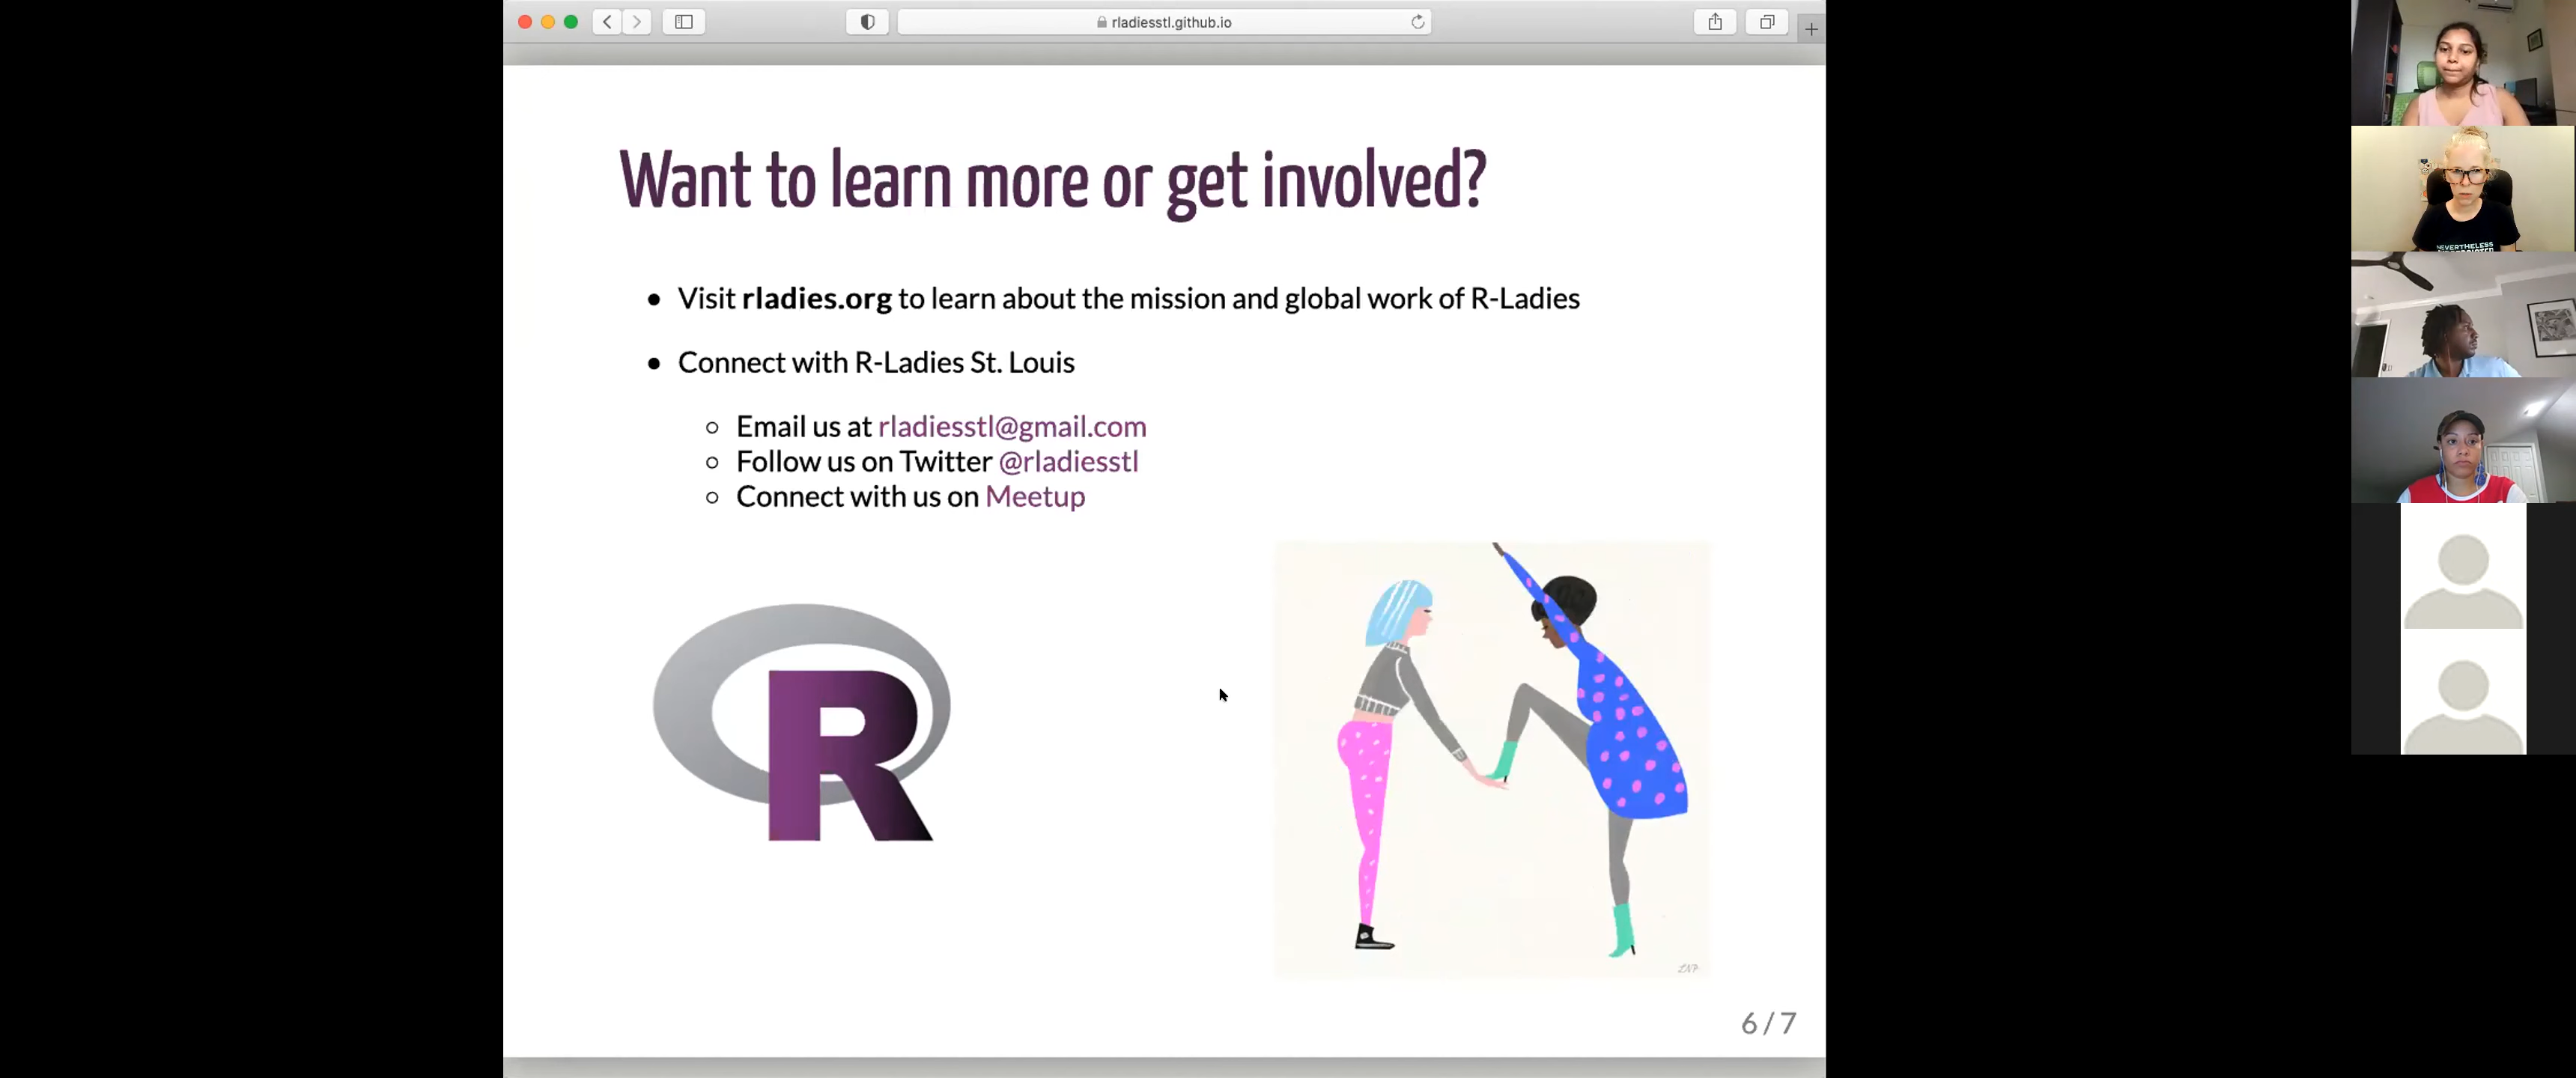 rladiesstl.github.io
Want to learn more or get involved?
Visit rladies.org to learn about the mission and global work of R-Ladies
Connect with R-Ladies St. Louis
Email us at rladiesstl@gmail.com
Follow us on Twitter @rladiesstl
Connect with us on Meetup
R
6 / 7
NEVERTHELESS